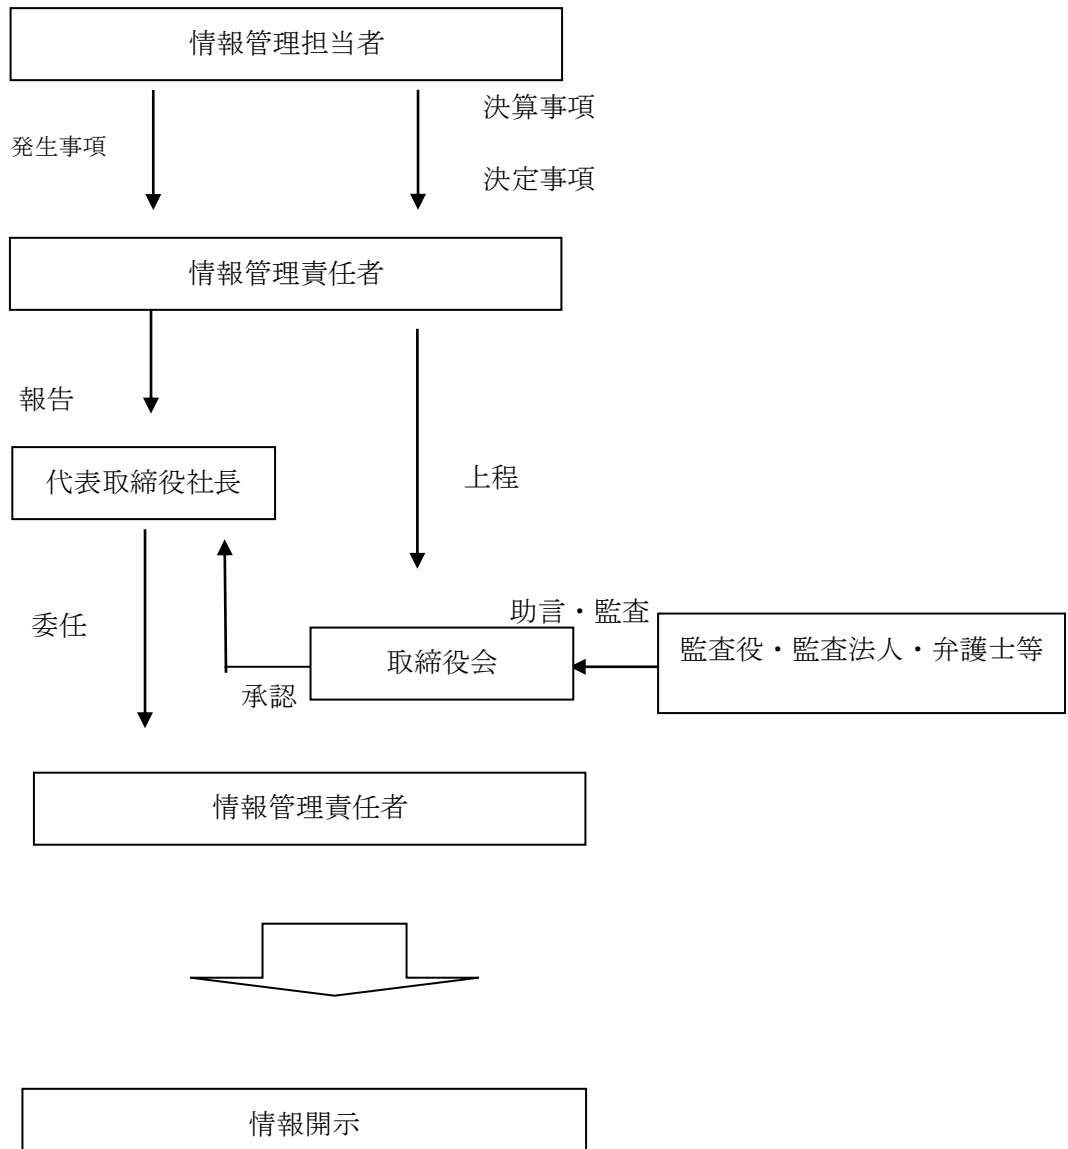 情報管理担当者
発生事項
決算事項
決定事項
情報管理責任者
報告
代表取締役社長
上程
委任
助言・監査
取締役会
監査役・監査法人・弁護士等
承認
情報管理責任者
情報開示